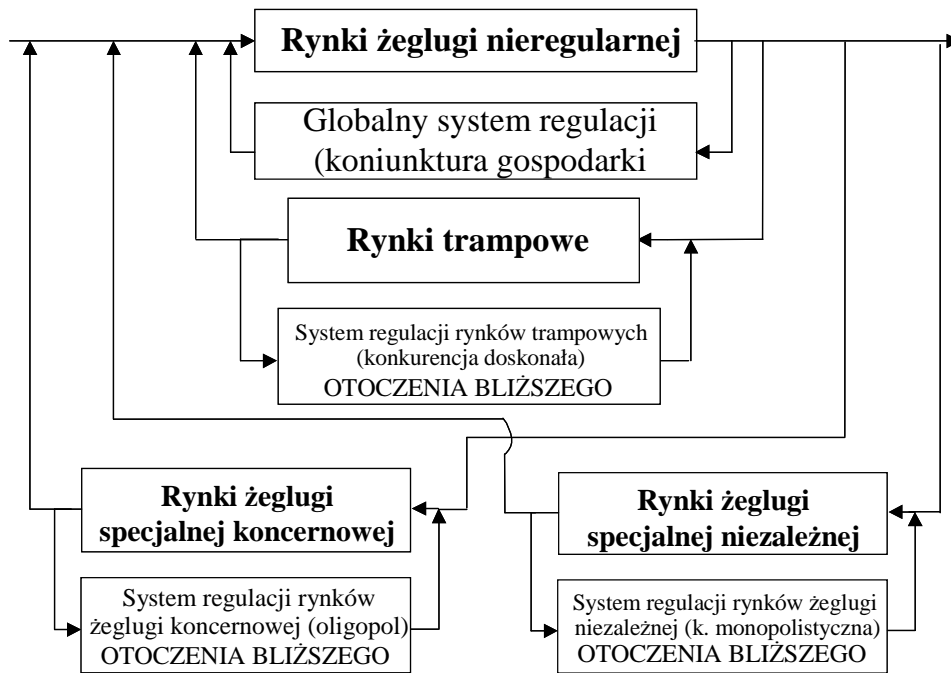 Rynki żeglugi nieregularnej
Globalny system regulacji
(koniunktura gospodarki
Rynki trampowe
System regulacji rynków trampowych
(konkurencja doskonała)
OTOCZENIA BLIŻSZEGO
Rynki żeglugi
specjalnej koncernowej
System regulacji rynków
żeglugi koncernowej (oligopol)
OTOCZENIA BLIŻSZEGO
Rynki żeglugi
specjalnej niezależnej
System regulacji rynków żeglugi
niezależnej (k. monopolistyczna)
OTOCZENIA BLIŻSZEGO